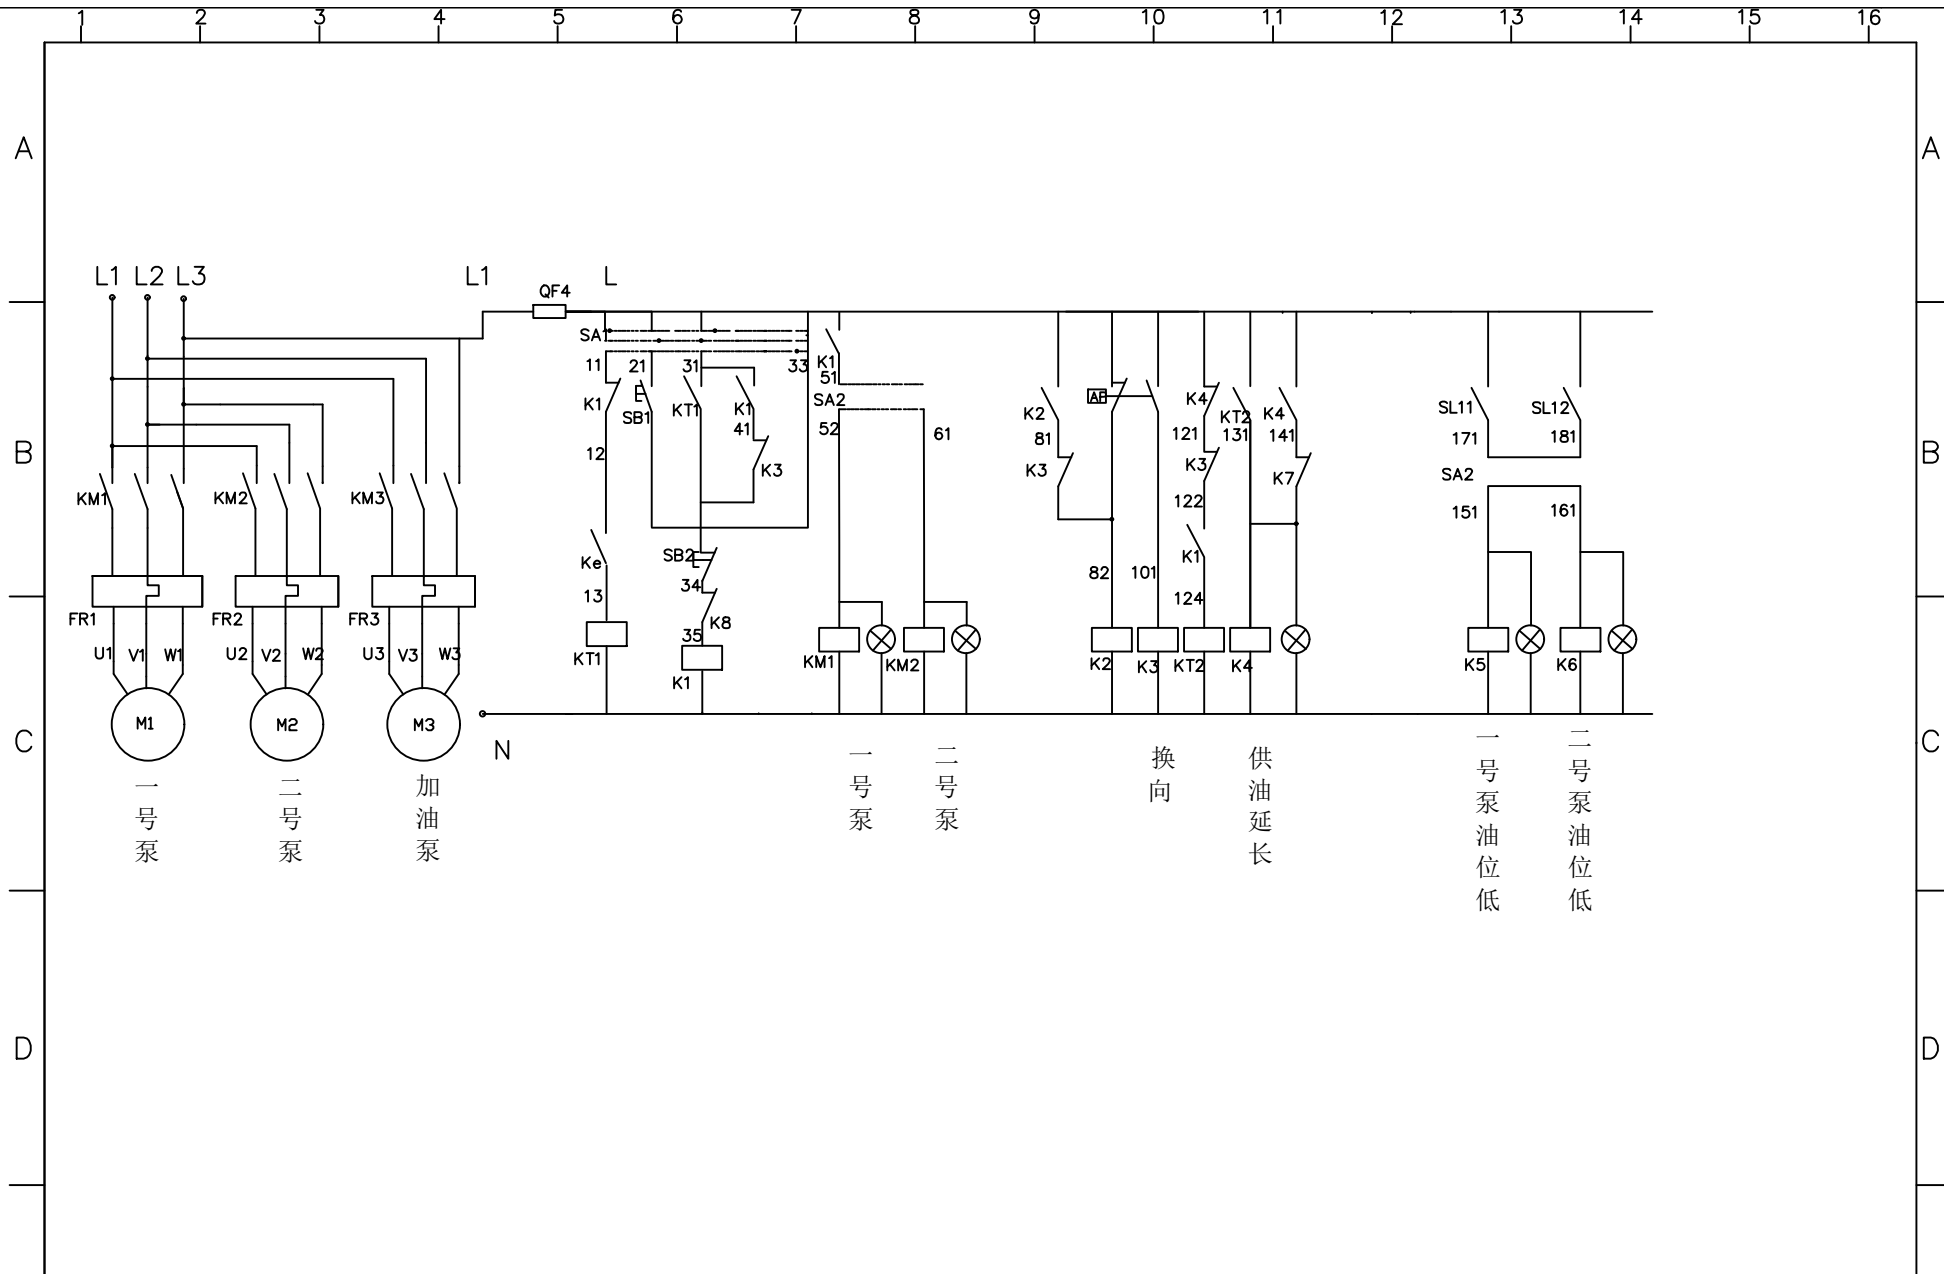 1 2 3 4 5 6 7 8 9 10 11 12 13 14 15 16
A A
L1 L2 L3 L1 L
QF4
SA
11 21 31 33 K1
51
K1 SB1 KT1 K1 SA2 K2 AF K4 KT2 K4 SL11 SL12
41 52 61 81 121 131 141 171 181
B 12 K3 K3 K3 K7 SA2 B
KM1 KM2 KM3 122 151 161
Ke SB2 K1
34 82 101
13 124
FR1 FR2 FR3 K8
35
U1 V1 W1 U2 V2 W2 U3 V3 W3 KT1 KM1 KM2 K2 K3 KT2 K4 K5 K6
K1
M1 M2 M3
C N C
一号泵
二号泵
加油泵
一号泵
二号泵
换向
供油延长
一号泵油位低
二号泵油位低
D D